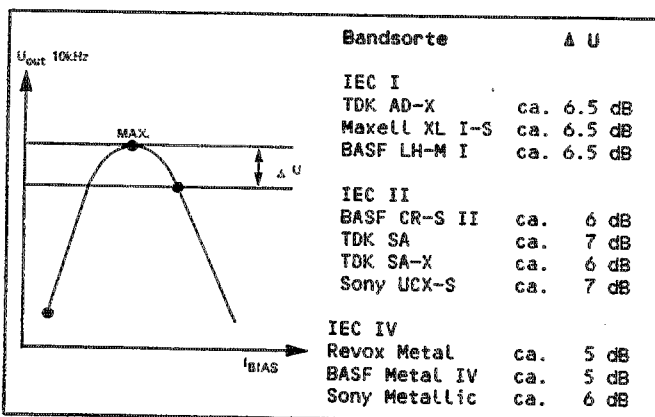 Bandsorte Δ U
U_out 10kHz
MAX.
Δ U
I_BIAS
IEC I
TDK AD-X ca. 6.5 dB
Maxell XL I-S ca. 6.5 dB
BASF LH-M I ca. 6.5 dB
IEC II
BASF CR-S II ca. 6 dB
TDK SA ca. 7 dB
TDK SA-X ca. 6 dB
Sony UCX-S ca. 7 dB
IEC IV
Revox Metal ca. 5 dB
BASF Metal IV ca. 5 dB
Sony Metallic ca. 6 dB